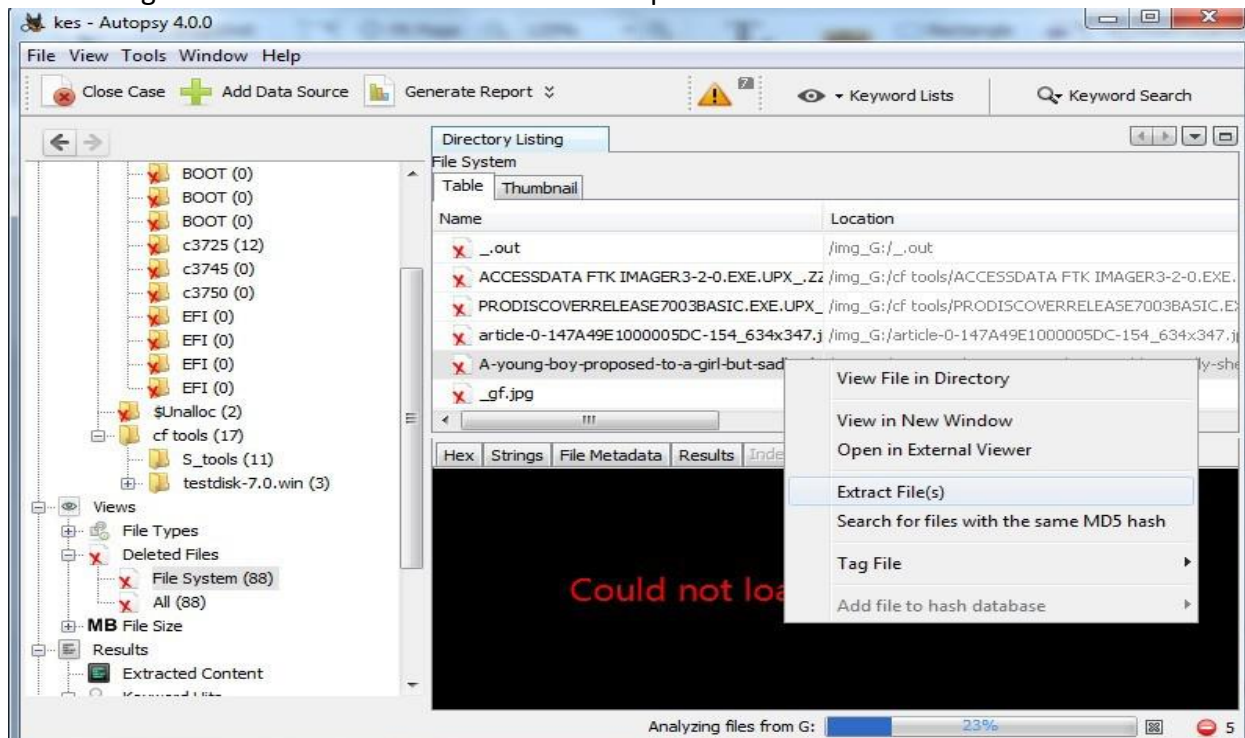 kes - Autopsy 4.0.0
File View Tools Window Help
Close Case Add Data Source Generate Report 7 Keyword Lists Keyword Search
Directory Listing
File System
Table Thumbnail
Name Location
_.out /img_G:/_.out
ACCESSDATA FTK IMAGER3-2-0.EXE.UPX_.ZZ /img_G:/cf tools/ACCESSDATA FTK IMAGER3-2-0.EXE.
PRODISCOVERRELEASE7003BASIC.EXE.UPX_ /img_G:/cf tools/PRODISCOVERRELEASE7003BASIC.EX
article-0-147A49E1000005DC-154_634x347.j /img_G:/article-0-147A49E1000005DC-154_634x347.j
A-young-boy-proposed-to-a-girl-but-sad ly-she
_gf.jpg
BOOT (0)
BOOT (0)
BOOT (0)
c3725 (12)
c3745 (0)
c3750 (0)
EFI (0)
EFI (0)
EFI (0)
EFI (0)
$Unalloc (2)
cf tools (17)
S_tools (11)
testdisk-7.0.win (3)
Views
File Types
Deleted Files
File System (88)
All (88)
MB File Size
Results
Extracted Content
View File in Directory
View in New Window
Open in External Viewer
Extract File(s)
Search for files with the same MD5 hash
Tag File
Add file to hash database
Hex Strings File Metadata Results Inde
Could not loa
Analyzing files from G: 23% 5